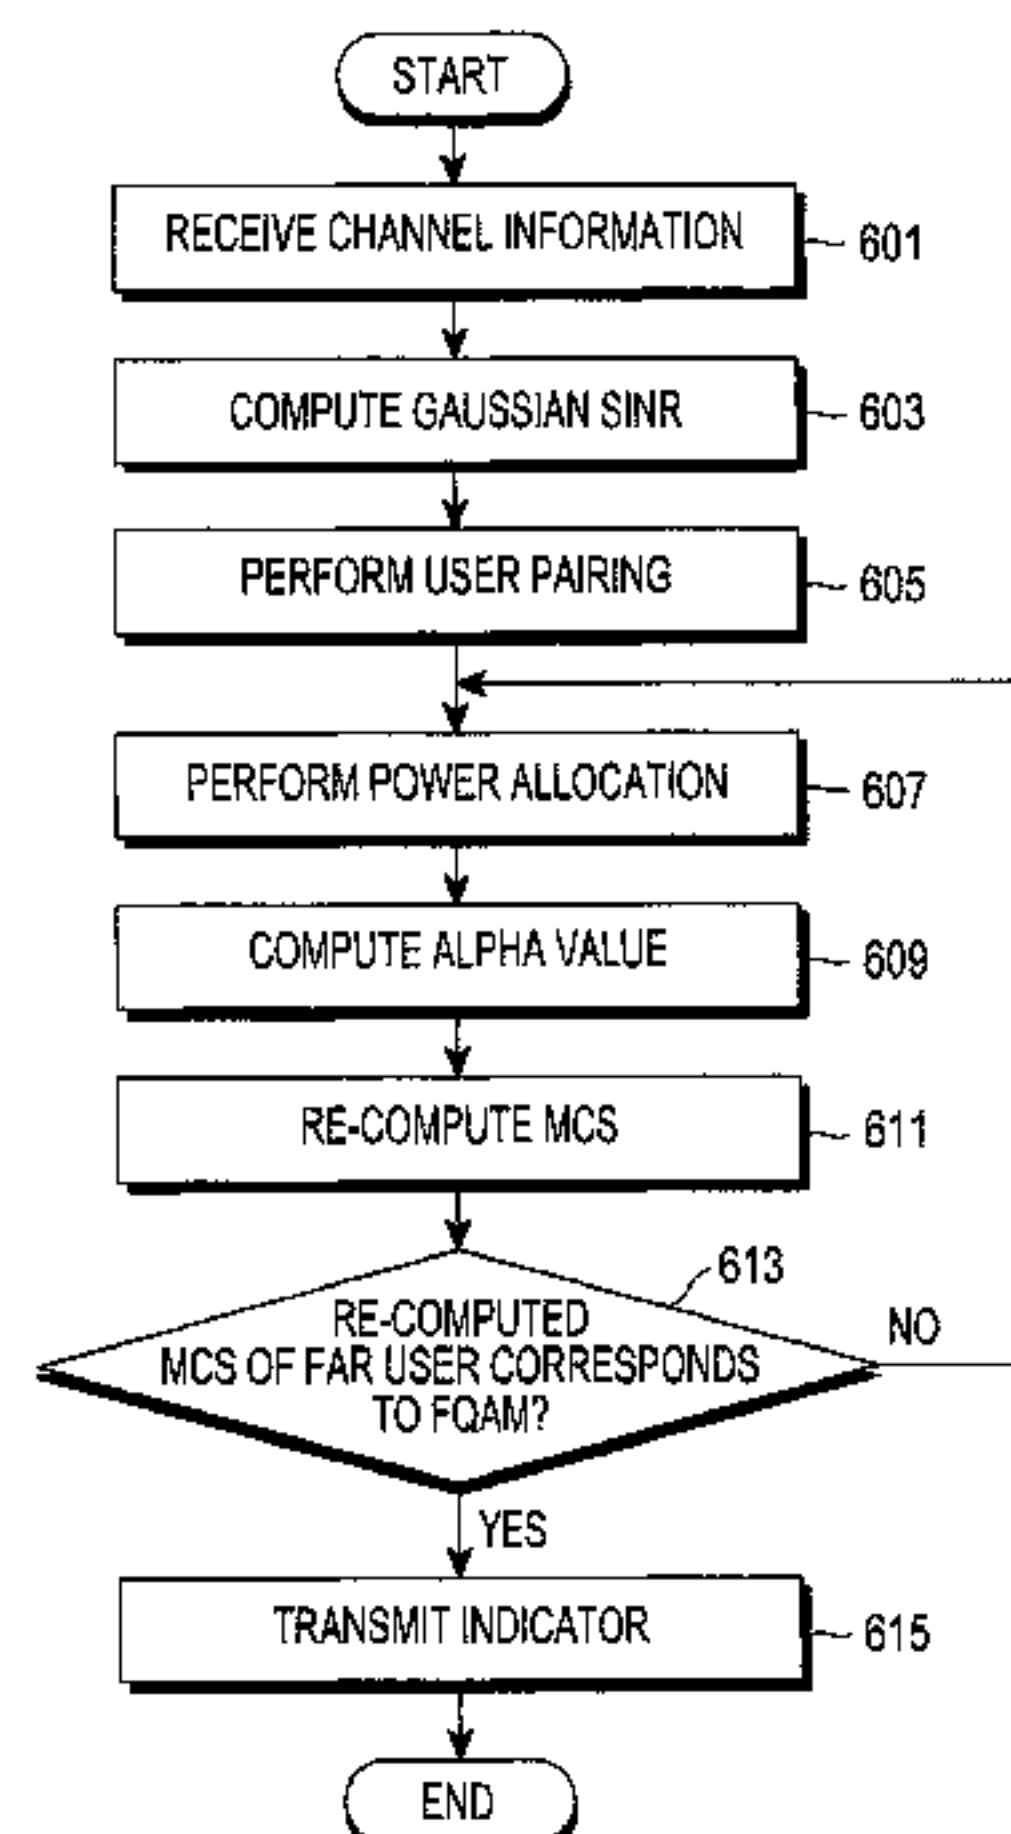 START
RECEIVE CHANNEL INFORMATION
601
COMPUTE GAUSSIAN SINR
603
PERFORM USER PAIRING
605
PERFORM POWER ALLOCATION
607
COMPUTE ALPHA VALUE
609
RE-COMPUTE MCS
611
613
RE-COMPUTED
MCS OF FAR USER CORRESPONDS
TO FQAM?
NO
YES
TRANSMIT INDICATOR
615
END